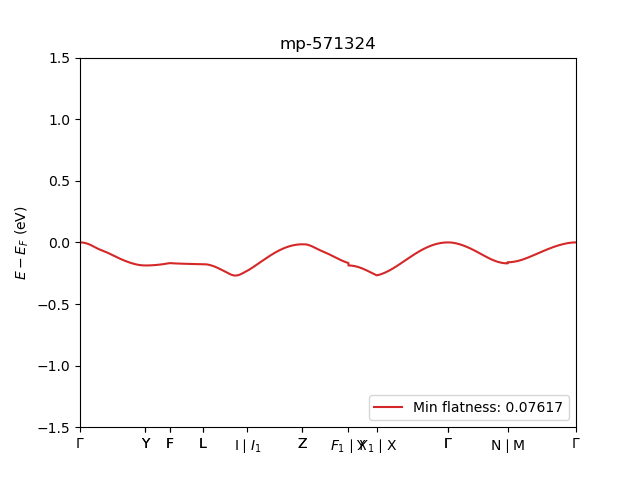 mp-571324
E − E_F (eV)
1.5
1.0
0.5
0.0
−0.5
−1.0
−1.5
Min flatness: 0.07617
Γ Y F L I | I₁ Z F₁ | Y X₁ | X Γ N | M Γ